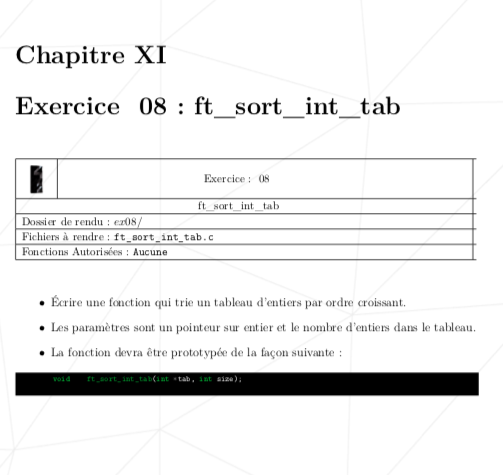 Chapitre XI
Exercice 08 : ft_sort_int_tab
Exercice : 08
ft_sort_int_tab
Dossier de rendu : ex08/
Fichiers à rendre : ft_sort_int_tab.c
Fonctions Autorisées : Aucune
• Écrire une fonction qui trie un tableau d'entiers par ordre croissant.
• Les paramètres sont un pointeur sur entier et le nombre d'entiers dans le tableau.
• La fonction devra être prototypée de la façon suivante :
void ft_sort_int_tab(int *tab, int size);